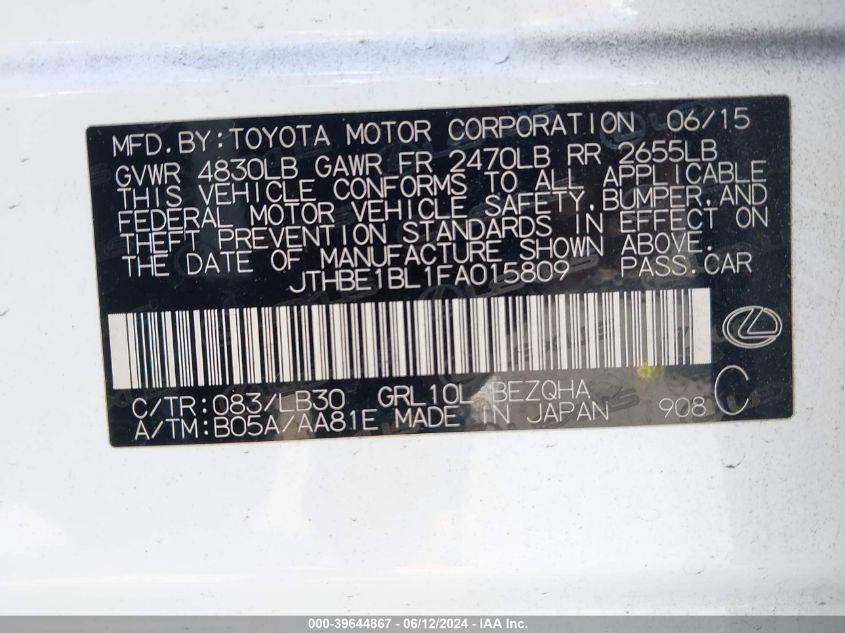 MFD. BY: TOYOTA MOTOR CORPORATION 06/15
GVWR 4830LB GAWR FR 2470LB RR 2655LB
THIS VEHICLE CONFORMS TO ALL APPLICABLE
FEDERAL MOTOR VEHICLE SAFETY, BUMPER, AND
THEFT PREVENTION STANDARDS IN EFFECT ON
THE DATE OF MANUFACTURE SHOWN ABOVE.
JTHBE1BL1FA015809 PASS. CAR
C/TR: 083/LB30 GRL10L-BEZQHA
A/TM: B05A/AA81E MADE IN JAPAN 908 C
000-39644867 - 06/12/2024 - IAA Inc.